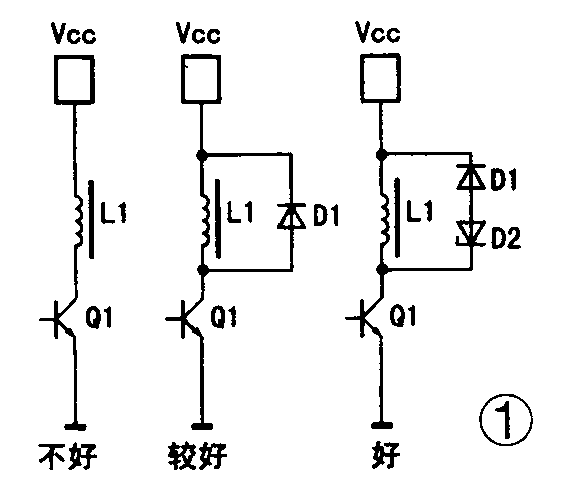 Vcc Vcc Vcc
L1 L1 D1 L1 D1
D2
Q1 Q1 Q1
①
不好 较好 好